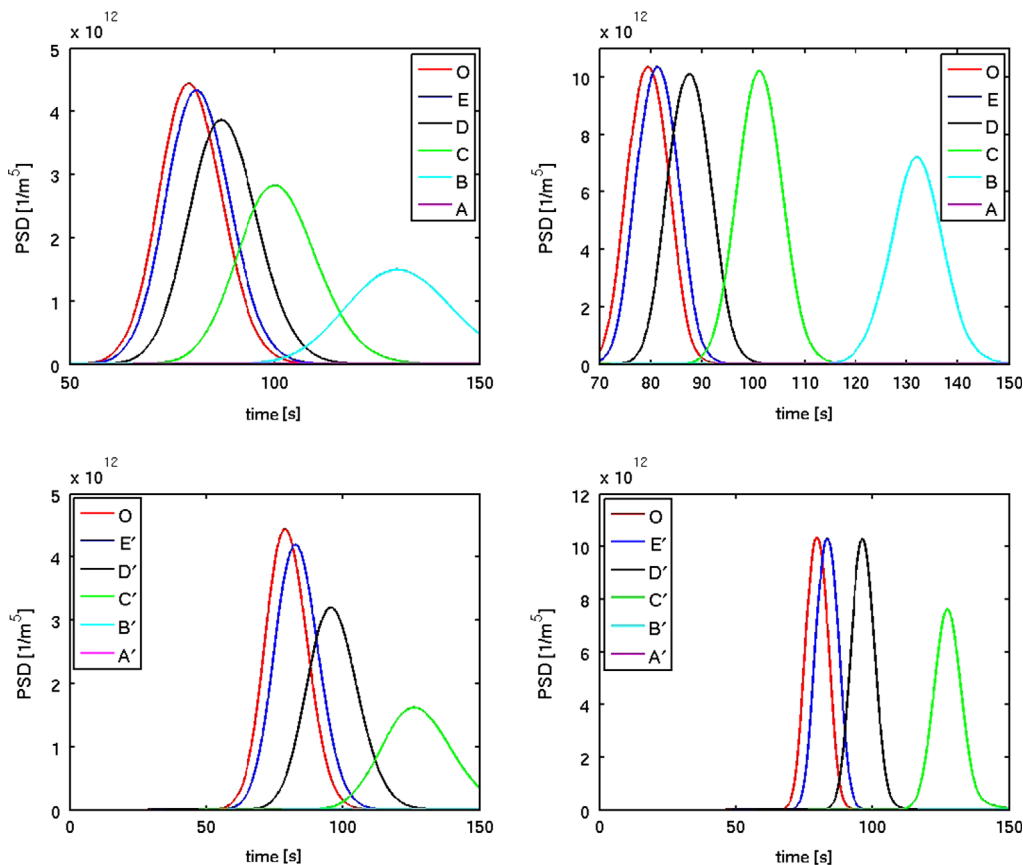 x 10^12
PSD [1/m^5]
5
4
3
2
1
0
50
100
150
time [s]
O
E
D
C
B
A
x 10^12
PSD [1/m^5]
12
10
8
6
4
2
0
70
80
90
100
110
120
130
140
150
time [s]
O
E
D
C
B
A
x 10^12
PSD [1/m^5]
5
4
3
2
1
0
0
50
100
150
time [s]
O
E′
D′
C′
B′
A′
x 10^12
PSD [1/m^5]
12
10
8
6
4
2
0
0
50
100
150
time [s]
O
E′
D′
C′
B′
A′